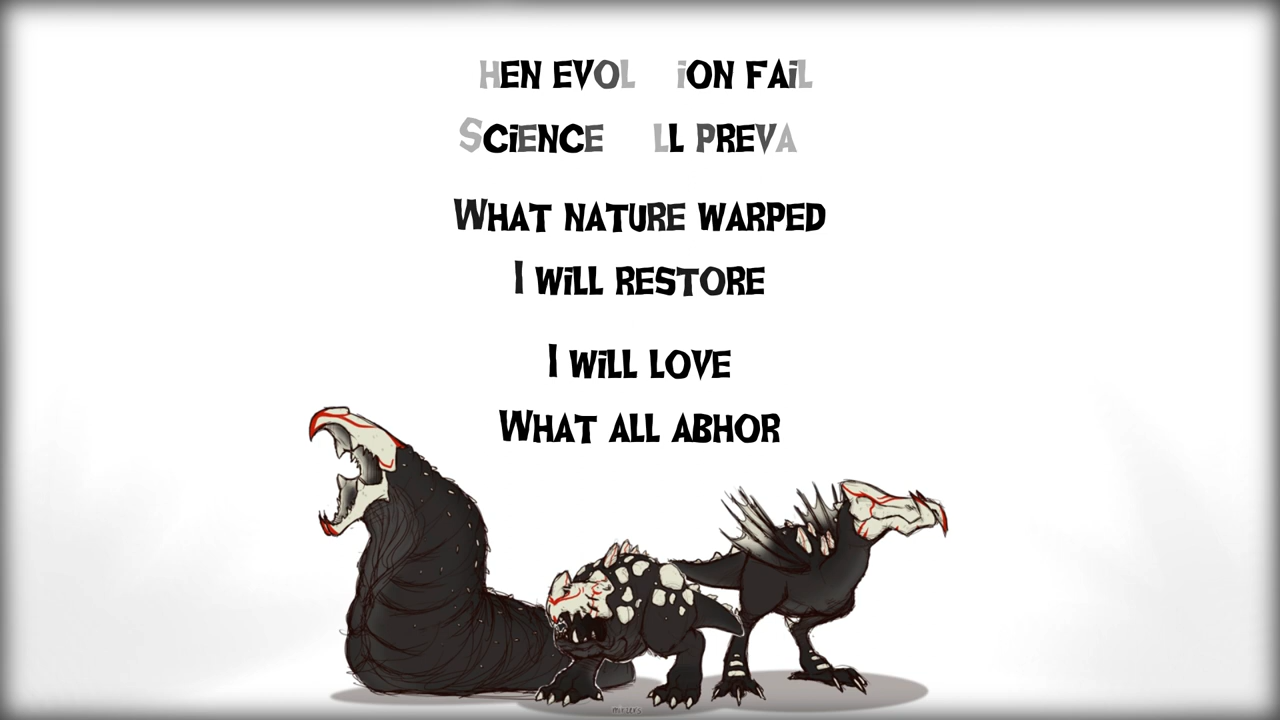 HEN EVOL iON FAiL
SCiENCE LL PREVA
WHAT NATURE WARPED
I WiLL RESTORE
I WiLL LOVE
WHAT ALL ABHOR